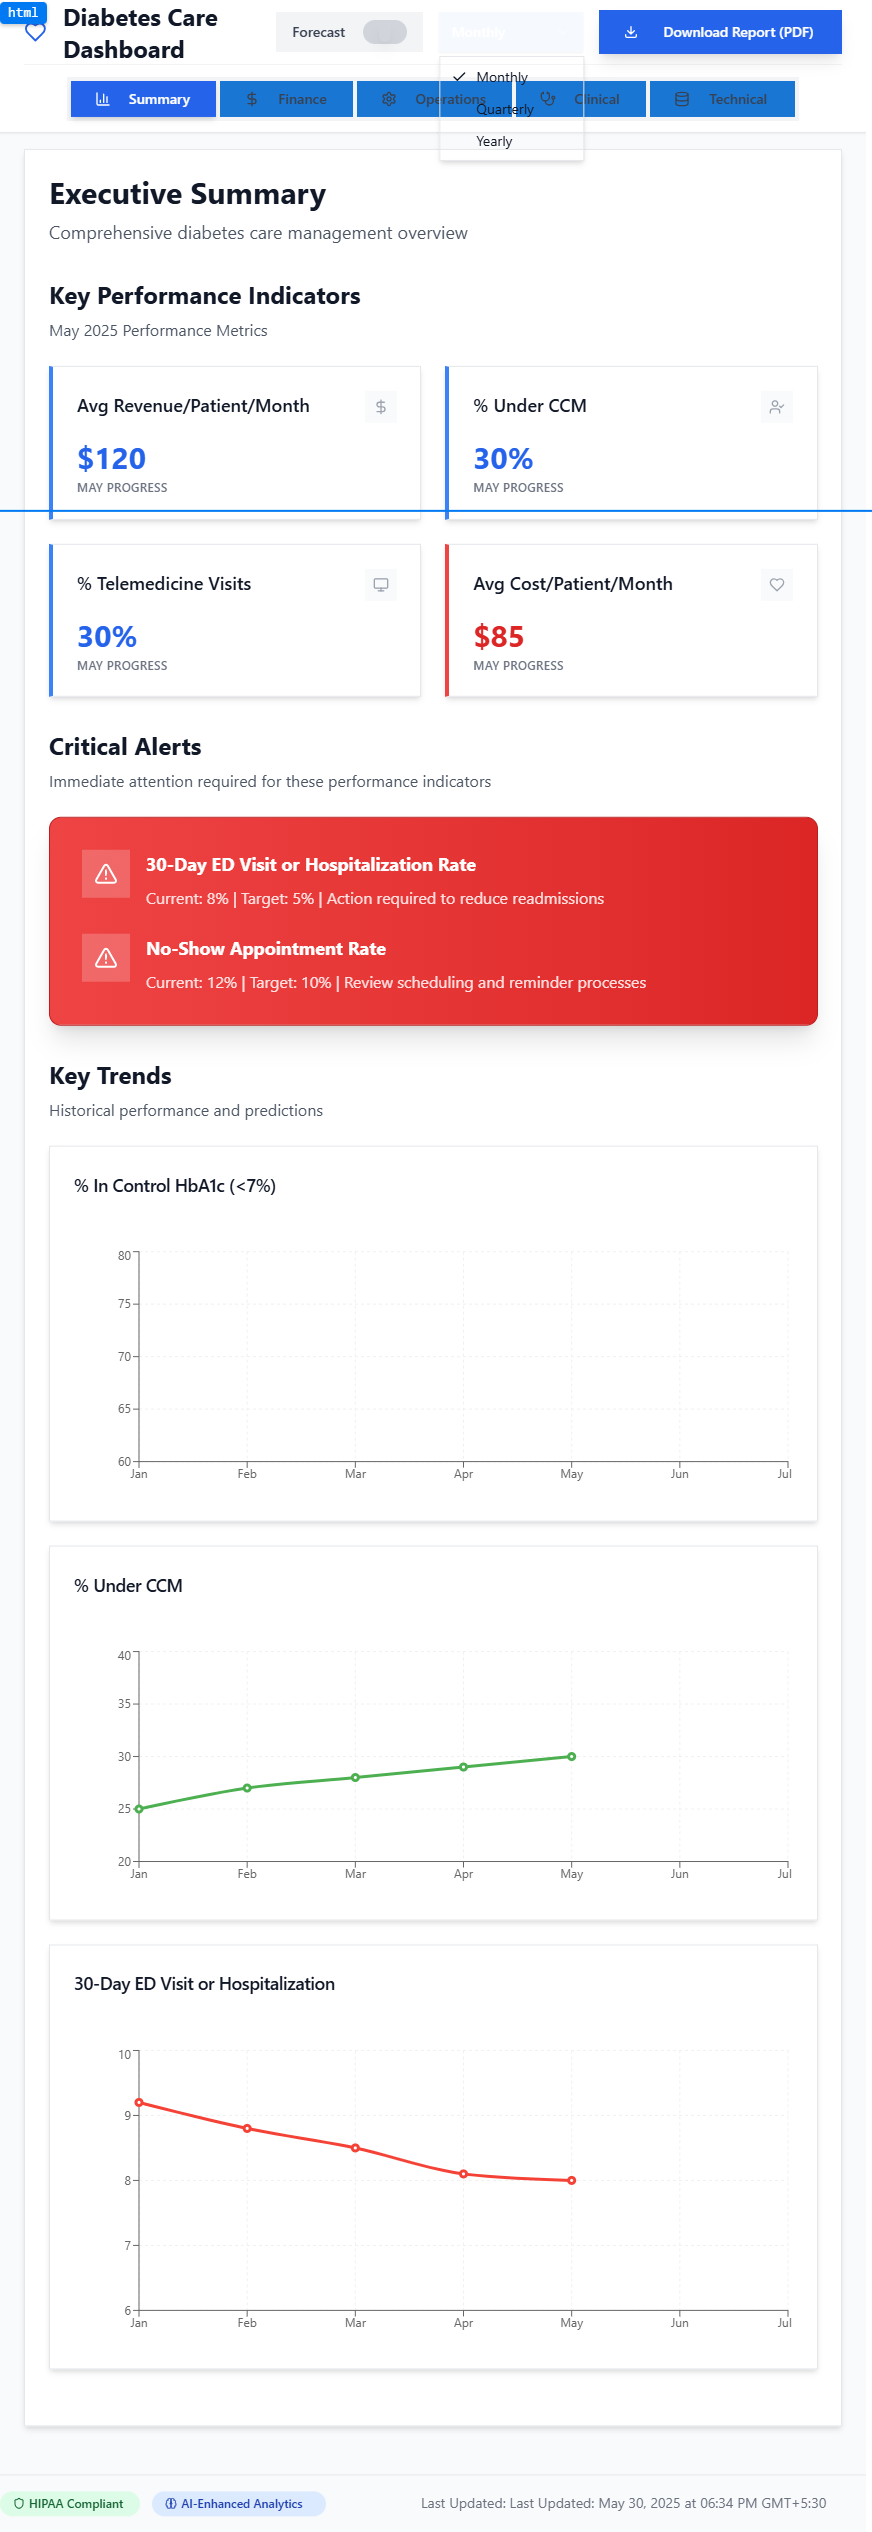 html
Diabetes Care
Dashboard
Forecast
Monthly
Download Report (PDF)
Monthly
Quarterly
Yearly
Summary
Finance
Operations
Clinical
Technical
Executive Summary
Comprehensive diabetes care management overview
Key Performance Indicators
May 2025 Performance Metrics
Avg Revenue/Patient/Month
$120
MAY PROGRESS
% Under CCM
30%
MAY PROGRESS
% Telemedicine Visits
30%
MAY PROGRESS
Avg Cost/Patient/Month
$85
MAY PROGRESS
Critical Alerts
Immediate attention required for these performance indicators
30-Day ED Visit or Hospitalization Rate
Current: 8% | Target: 5% | Action required to reduce readmissions
No-Show Appointment Rate
Current: 12% | Target: 10% | Review scheduling and reminder processes
Key Trends
Historical performance and predictions
% In Control HbA1c (<7%)
80
75
70
65
60
Jan Feb Mar Apr May Jun Jul
% Under CCM
40
35
30
25
20
Jan Feb Mar Apr May Jun Jul
30-Day ED Visit or Hospitalization
10
9
8
7
6
Jan Feb Mar Apr May Jun Jul
HIPAA Compliant
AI-Enhanced Analytics
Last Updated: Last Updated: May 30, 2025 at 06:34 PM GMT+5:30